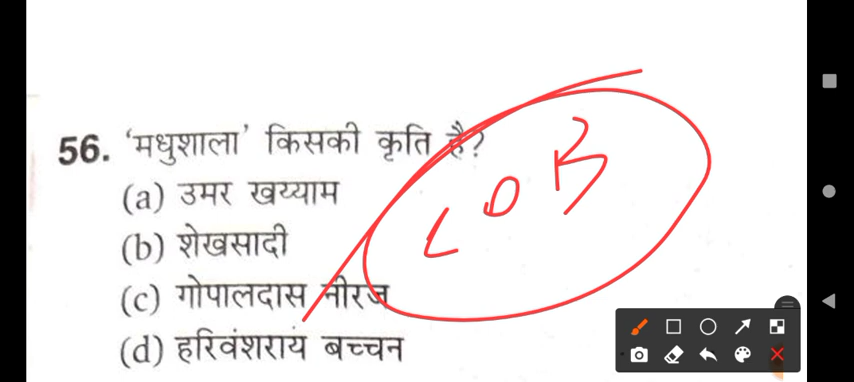 56. 'मधुशाला' किसकी कृति है?
(a) उमर खय्याम
(b) शेखसादी
(c) गोपालदास नीरज
(d) हरिवंशराय बच्चन